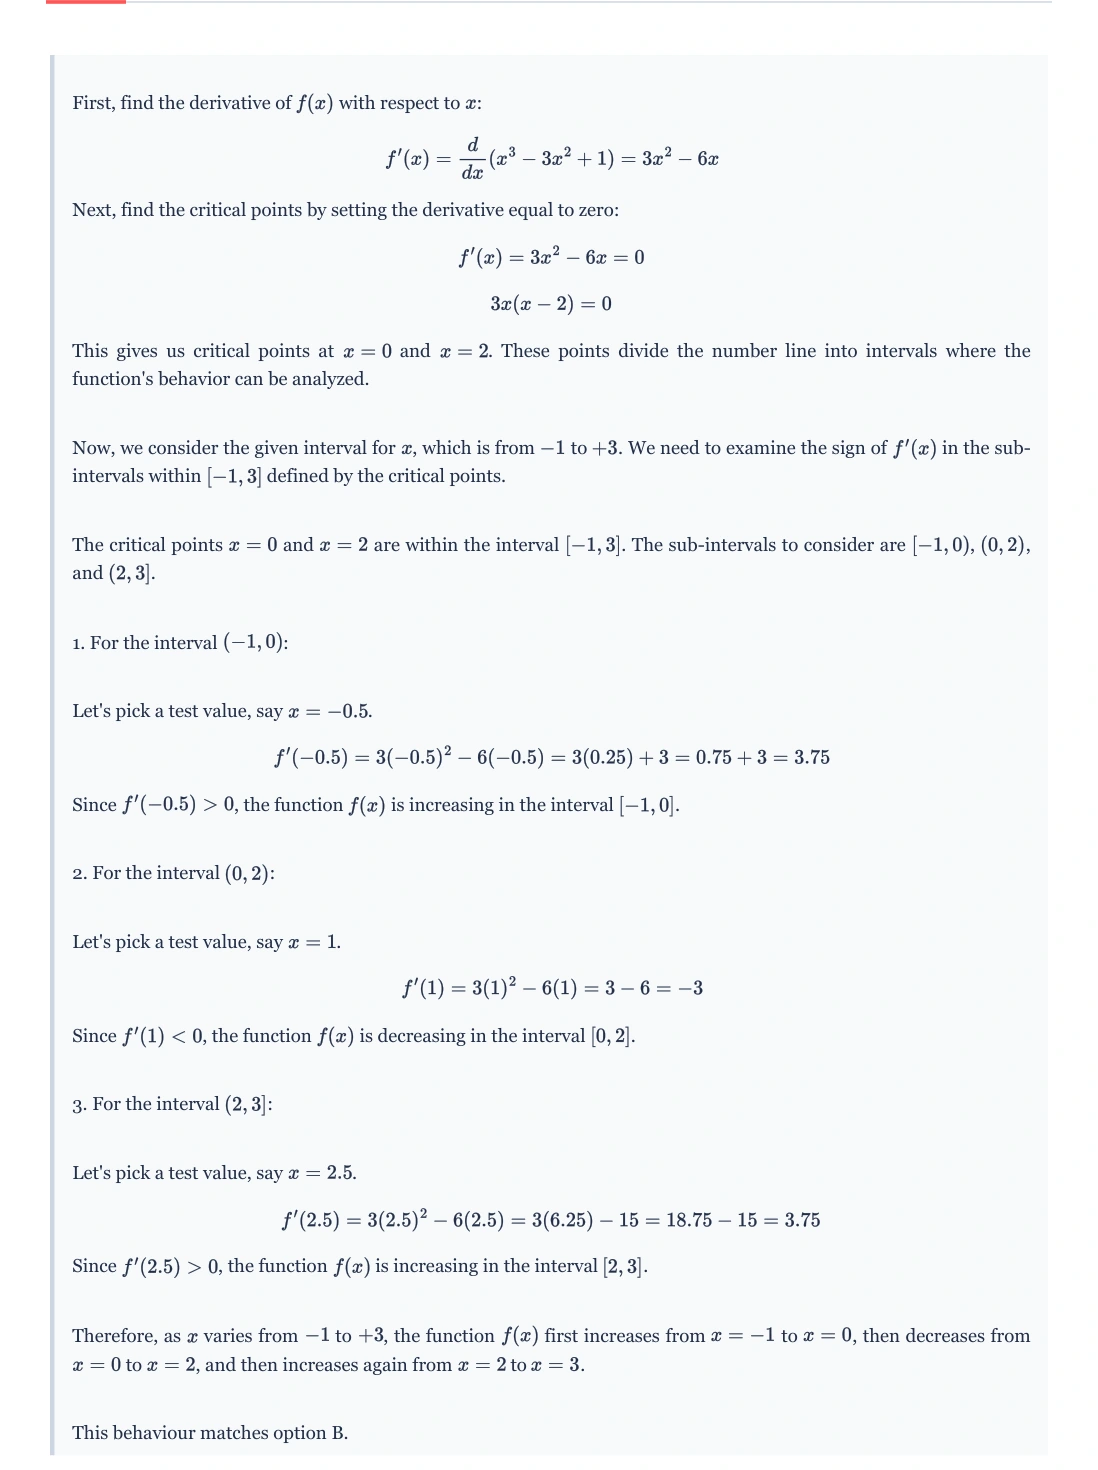 First, find the derivative of f(x) with respect to x:
f′(x) = d/dx (x³ − 3x² + 1) = 3x² − 6x
Next, find the critical points by setting the derivative equal to zero:
f′(x) = 3x² − 6x = 0
3x(x − 2) = 0
This gives us critical points at x = 0 and x = 2. These points divide the number line into intervals where the
function's behavior can be analyzed.
Now, we consider the given interval for x, which is from −1 to +3. We need to examine the sign of f′(x) in the sub-
intervals within [−1, 3] defined by the critical points.
The critical points x = 0 and x = 2 are within the interval [−1, 3]. The sub-intervals to consider are [−1, 0), (0, 2),
and (2, 3].
1. For the interval (−1, 0):
Let's pick a test value, say x = −0.5.
f′(−0.5) = 3(−0.5)² − 6(−0.5) = 3(0.25) + 3 = 0.75 + 3 = 3.75
Since f′(−0.5) > 0, the function f(x) is increasing in the interval [−1, 0].
2. For the interval (0, 2):
Let's pick a test value, say x = 1.
f′(1) = 3(1)² − 6(1) = 3 − 6 = −3
Since f′(1) < 0, the function f(x) is decreasing in the interval [0, 2].
3. For the interval (2, 3]:
Let's pick a test value, say x = 2.5.
f′(2.5) = 3(2.5)² − 6(2.5) = 3(6.25) − 15 = 18.75 − 15 = 3.75
Since f′(2.5) > 0, the function f(x) is increasing in the interval [2, 3].
Therefore, as x varies from −1 to +3, the function f(x) first increases from x = −1 to x = 0, then decreases from
x = 0 to x = 2, and then increases again from x = 2 to x = 3.
This behaviour matches option B.